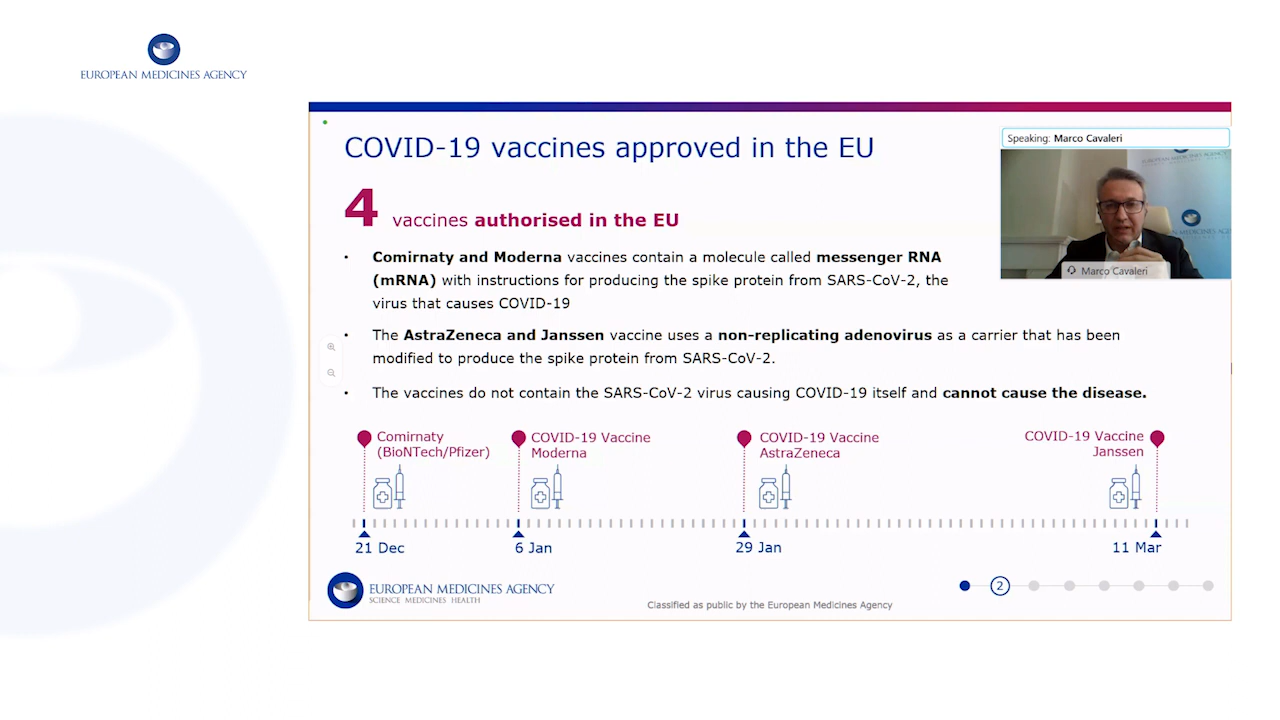 EUROPEAN MEDICINES AGENCY
COVID-19 vaccines approved in the EU
Speaking: Marco Cavaleri
Marco Cavaleri
4 vaccines authorised in the EU
• Comirnaty and Moderna vaccines contain a molecule called messenger RNA
(mRNA) with instructions for producing the spike protein from SARS-CoV-2, the
virus that causes COVID-19
• The AstraZeneca and Janssen vaccine uses a non-replicating adenovirus as a carrier that has been
modified to produce the spike protein from SARS-CoV-2.
• The vaccines do not contain the SARS-CoV-2 virus causing COVID-19 itself and cannot cause the disease.
Comirnaty
(BioNTech/Pfizer)
COVID-19 Vaccine
Moderna
COVID-19 Vaccine
AstraZeneca
COVID-19 Vaccine
Janssen
21 Dec
6 Jan
29 Jan
11 Mar
EUROPEAN MEDICINES AGENCY
SCIENCE MEDICINES HEALTH
Classified as public by the European Medicines Agency
2